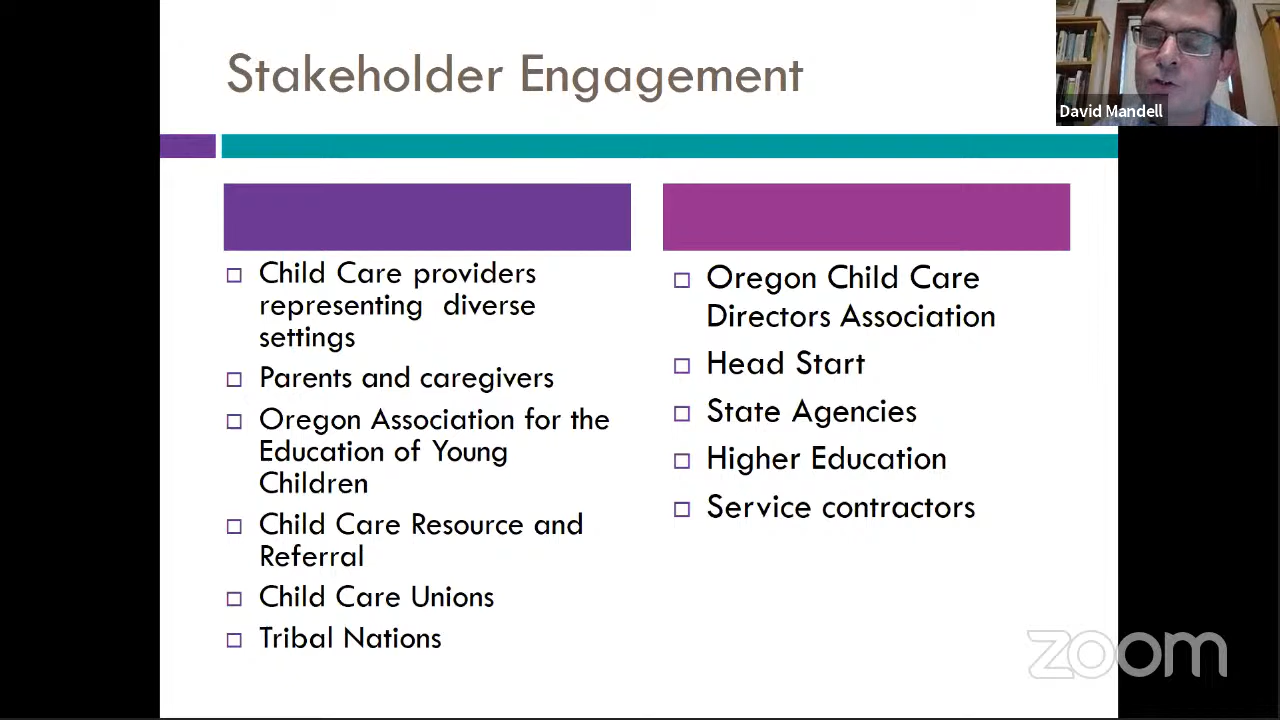 Stakeholder Engagement
David Mandell
Child Care providers
representing diverse
settings
Parents and caregivers
Oregon Association for the
Education of Young
Children
Child Care Resource and
Referral
Child Care Unions
Tribal Nations
Oregon Child Care
Directors Association
Head Start
State Agencies
Higher Education
Service contractors
zoom